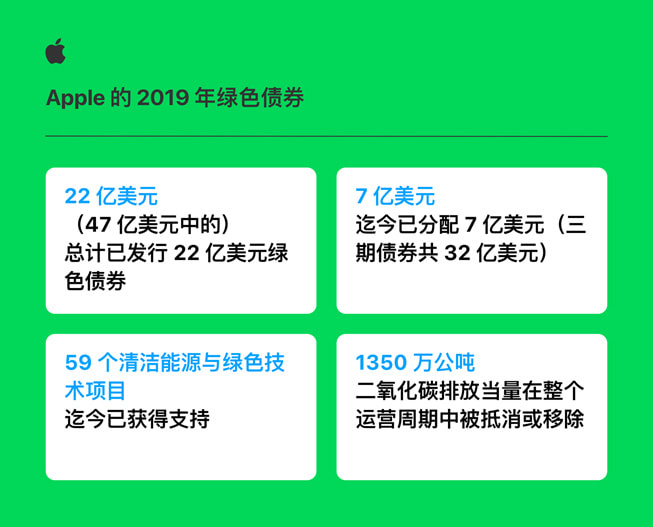 Apple 的 2019 年绿色债券
22 亿美元
（47 亿美元中的）
总计已发行 22 亿美元绿
色债券
7 亿美元
迄今已分配 7 亿美元（三
期债券共 32 亿美元）
59 个清洁能源与绿色技
术项目
迄今已获得支持
1350 万公吨
二氧化碳排放当量在整个
运营周期中被抵消或移除